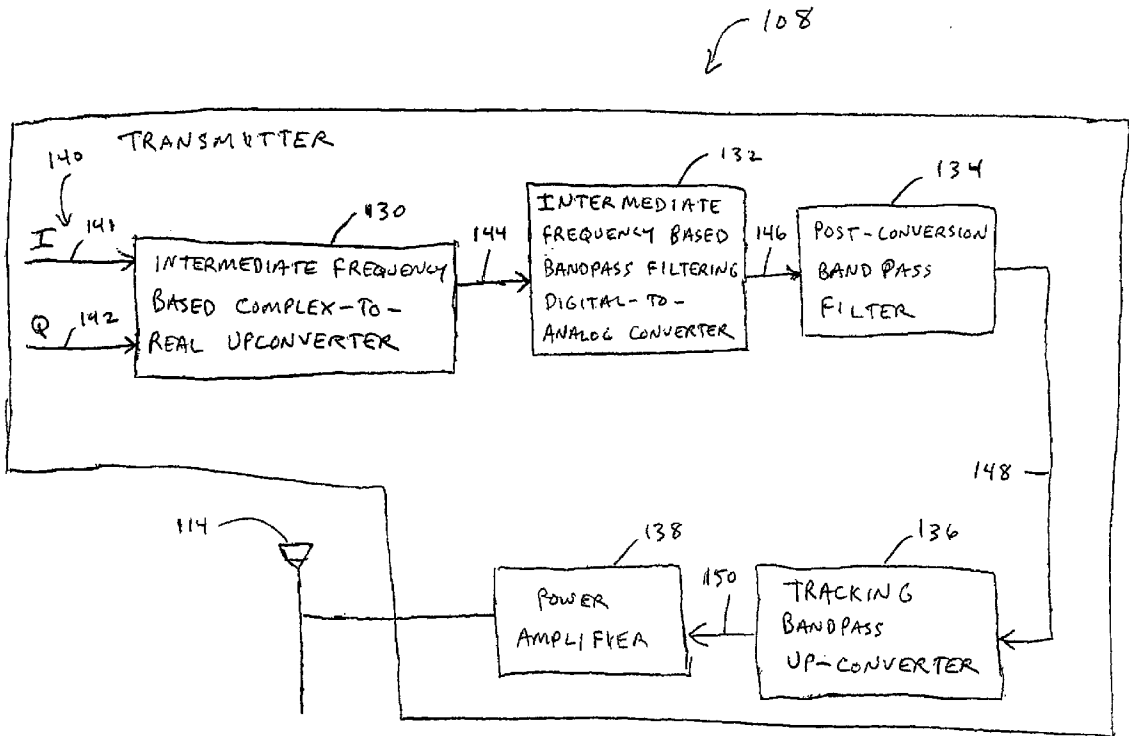 108
TRANSMITTER
140
I
141
Q
142
130
INTERMEDIATE FREQUENCY
BASED COMPLEX-TO-
REAL UPCONVERTER
144
132
INTERMEDIATE
FREQUENCY BASED
BANDPASS FILTERING
DIGITAL-TO-
ANALOG CONVERTER
146
134
POST-CONVERSION
BAND PASS
FILTER
148
114
138
POWER
AMPLIFIER
150
136
TRACKING
BANDPASS
UP-CONVERTER